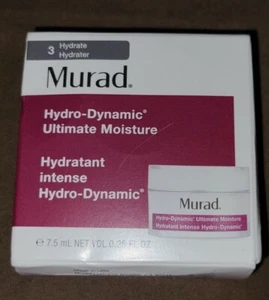 3 Hydrate
Hydrater
Murad®
Hydro-Dynamic®
Ultimate Moisture
Hydratant
intense
Hydro-Dynamic®
Murad.
Hydro-Dynamic® Ultimate Moisture
Hydratant intense Hydro-Dynamic®
℮ 7.5 mL NET VOL 0.25 FL OZ